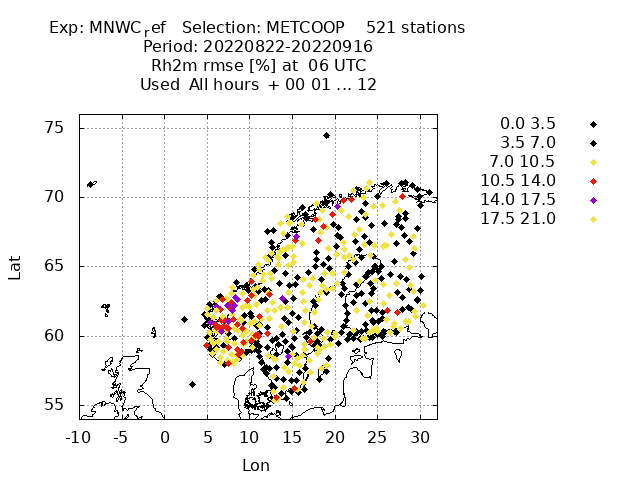 Exp: MNWC_ref   Selection: METCOOP   521 stations
Period: 20220822-20220916
Rh2m rmse [%] at  06 UTC
Used  All hours  + 00 01 ... 12
0.0 3.5
3.5 7.0
7.0 10.5
10.5 14.0
14.0 17.5
17.5 21.0
75
70
65
60
55
Lat
-10 -5 0 5 10 15 20 25 30
Lon